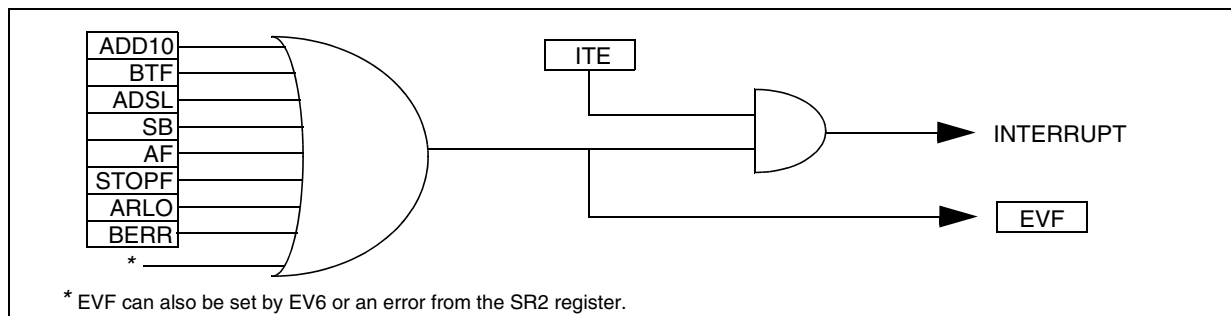 ADD10
BTF
ADSL
SB
AF
STOPF
ARLO
BERR
*
ITE
INTERRUPT
EVF
* EVF can also be set by EV6 or an error from the SR2 register.